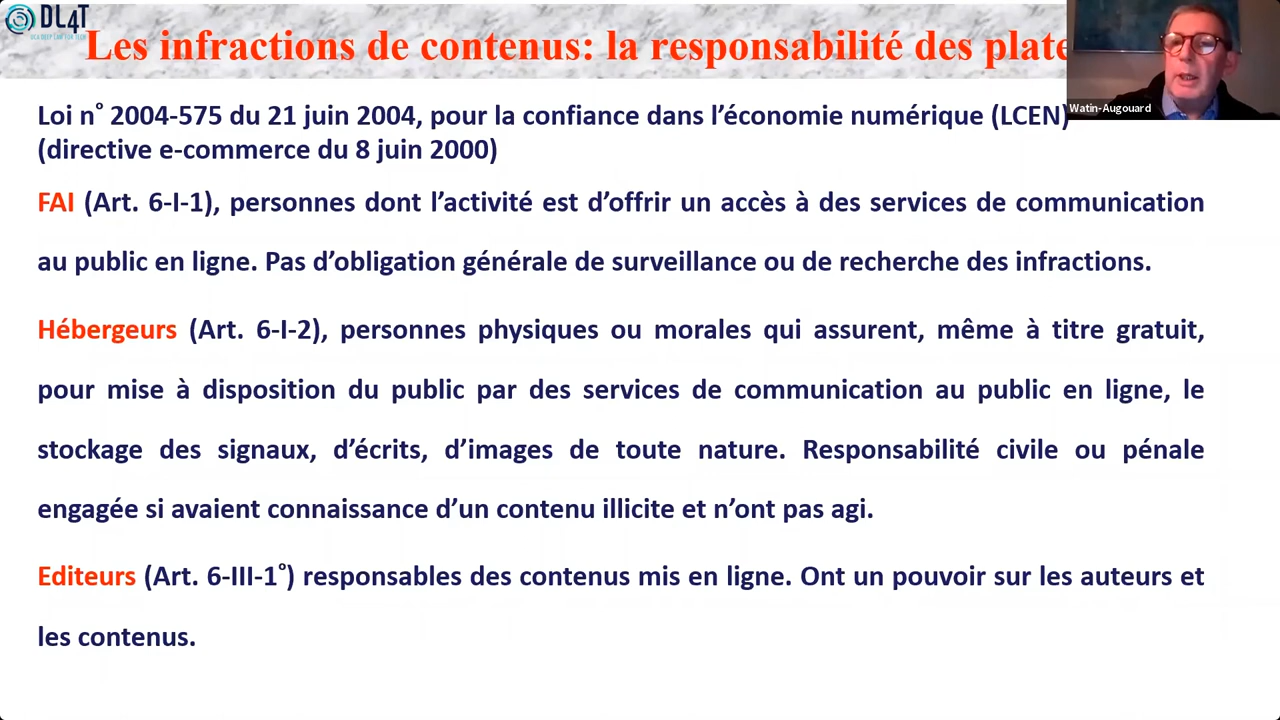 DL4T
UCA DEEP LAW FOR TECH
Les infractions de contenus: la responsabilité des plate
Watin-Augouard
Loi n° 2004-575 du 21 juin 2004, pour la confiance dans l’économie numérique (LCEN)
(directive e-commerce du 8 juin 2000)
FAI (Art. 6-I-1), personnes dont l’activité est d’offrir un accès à des services de communication
au public en ligne. Pas d’obligation générale de surveillance ou de recherche des infractions.
Hébergeurs (Art. 6-I-2), personnes physiques ou morales qui assurent, même à titre gratuit,
pour mise à disposition du public par des services de communication au public en ligne, le
stockage des signaux, d’écrits, d’images de toute nature. Responsabilité civile ou pénale
engagée si avaient connaissance d’un contenu illicite et n’ont pas agi.
Editeurs (Art. 6-III-1°) responsables des contenus mis en ligne. Ont un pouvoir sur les auteurs et
les contenus.